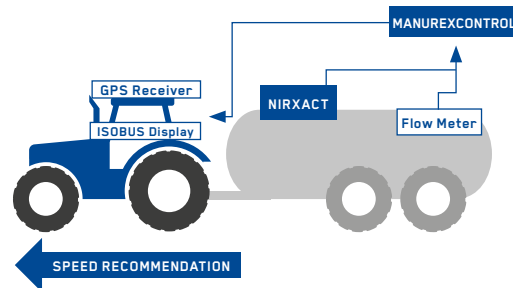 MANUREXCONTROL
GPS Receiver
NIRXACT
ISOBUS Display
Flow Meter
SPEED RECOMMENDATION